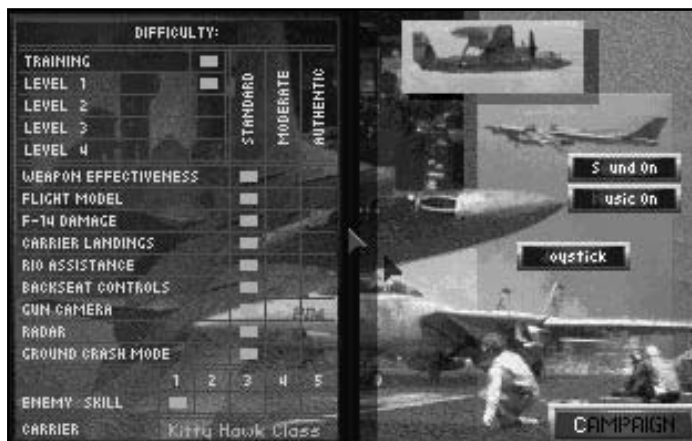 DIFFICULTY:
TRAINING
LEVEL 1
LEVEL 2
LEVEL 3
LEVEL 4
STANDARD
MODERATE
AUTHENTIC
WEAPON EFFECTIVENESS
FLIGHT MODEL
F-14 DAMAGE
CARRIER LANDINGS
RIO ASSISTANCE
BACKSEAT CONTROLS
GUN CAMERA
RADAR
GROUND CRASH MODE
1 2 3 4 5
ENEMY SKILL
CARRIER Kitty Hawk Class
Sound On
Music On
Joystick
CAMPAIGN